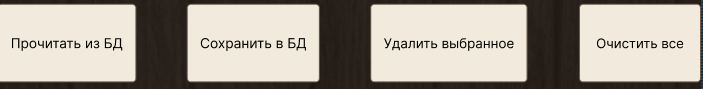 Прочитать из БД
Сохранить в БД
Удалить выбранное
Очистить все